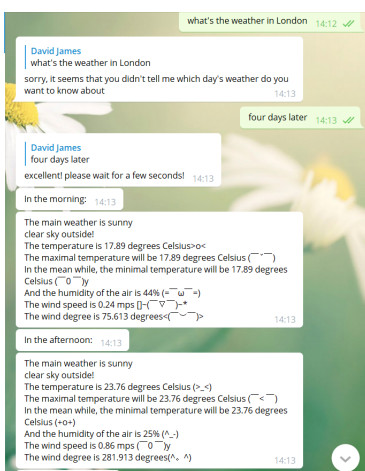 what's the weather in London 14:12
David James
what's the weather in London
sorry, it seems that you didn't tell me which day's weather do you
want to know about 14:13
four days later 14:13
David James
four days later
excellent! please wait for a few seconds! 14:13
In the morning: 14:13
The main weather is sunny
clear sky outside!
The temperature is 17.89 degrees Celsius>o<
The maximal temperature will be 17.89 degrees Celsius (￣ˇ￣)
In the mean while, the minimal temperature will be 17.89 degrees
Celsius (￣0￣)y
And the humidity of the air is 44% (=￣ω￣=)
The wind speed is 0.24 mps []~(￣▽￣)~*
The wind degree is 75.613 degrees<(￣︶￣)>
14:13
In the afternoon: 14:13
The main weather is sunny
clear sky outside!
The temperature is 23.76 degrees Celsius (>_<)
The maximal temperature will be 23.76 degrees Celsius (￣<￣)
In the mean while, the minimal temperature will be 23.76 degrees
Celsius (+o+)
And the humidity of the air is 25% (^_-)
The wind speed is 0.86 mps (￣0￣)y
The wind degree is 281.913 degrees(^。^) 14:13